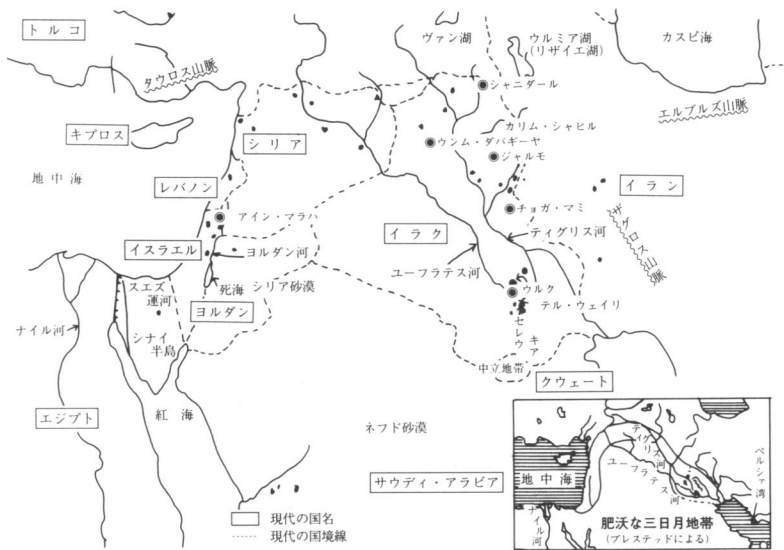 トルコ
ヴァン湖
ウルミア湖
(リザイエ湖)
カスピ海
タウロス山脈
シャニダール
エルブルズ山脈
キプロス
シリア
カリム・シャヒル
ウンム・ダバギーヤ
ジャルモ
地中海
レバノン
イラン
アイン・マラハ
チョガ・マミ
イスラエル
ヨルダン河
イラク
ティグリス河
ザグロス山脈
ユーフラテス河
スエズ
運河
死海
シリア砂漠
ウルク
テル・ウェイリ
ヨルダン
ナイル河
シナイ
半島
セレウキア
中立地帯
クウェート
エジプト
紅海
ネフド砂漠
サウディ・アラビア
現代の国名
現代の国境線
ティグリス河
ユーフラテス河
ペルシァ湾
地中海
ナイル河
肥沃な三日月地帯
(ブレステッドによる)